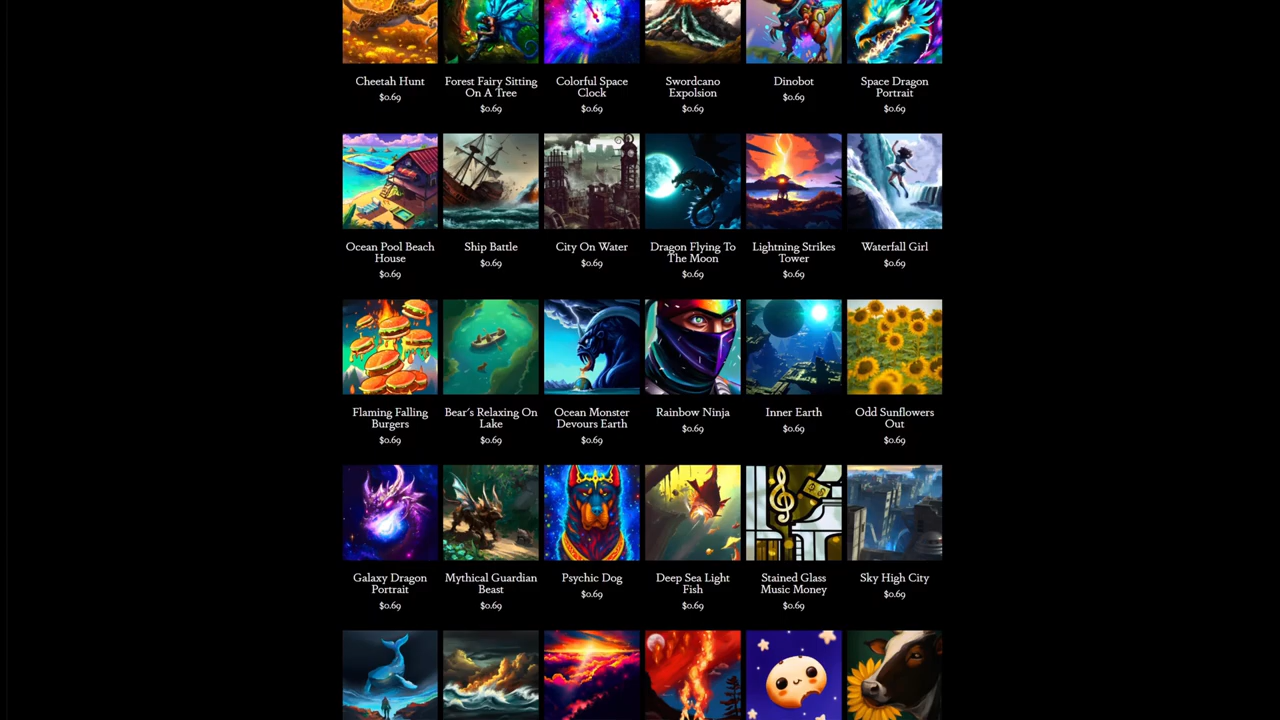 Cheetah Hunt
$0.69
Forest Fairy Sitting
On A Tree
$0.69
Colorful Space
Clock
$0.69
Swordcano
Expolsion
$0.69
Dinobot
$0.69
Space Dragon
Portrait
$0.69
Ocean Pool Beach
House
$0.69
Ship Battle
$0.69
City On Water
$0.69
Dragon Flying To
The Moon
$0.69
Lightning Strikes
Tower
$0.69
Waterfall Girl
$0.69
Flaming Falling
Burgers
$0.69
Bear's Relaxing On
Lake
$0.69
Ocean Monster
Devours Earth
$0.69
Rainbow Ninja
$0.69
Inner Earth
$0.69
Odd Sunflowers
Out
$0.69
Galaxy Dragon
Portrait
$0.69
Mythical Guardian
Beast
$0.69
Psychic Dog
$0.69
Deep Sea Light
Fish
$0.69
Stained Glass
Music Money
$0.69
Sky High City
$0.69